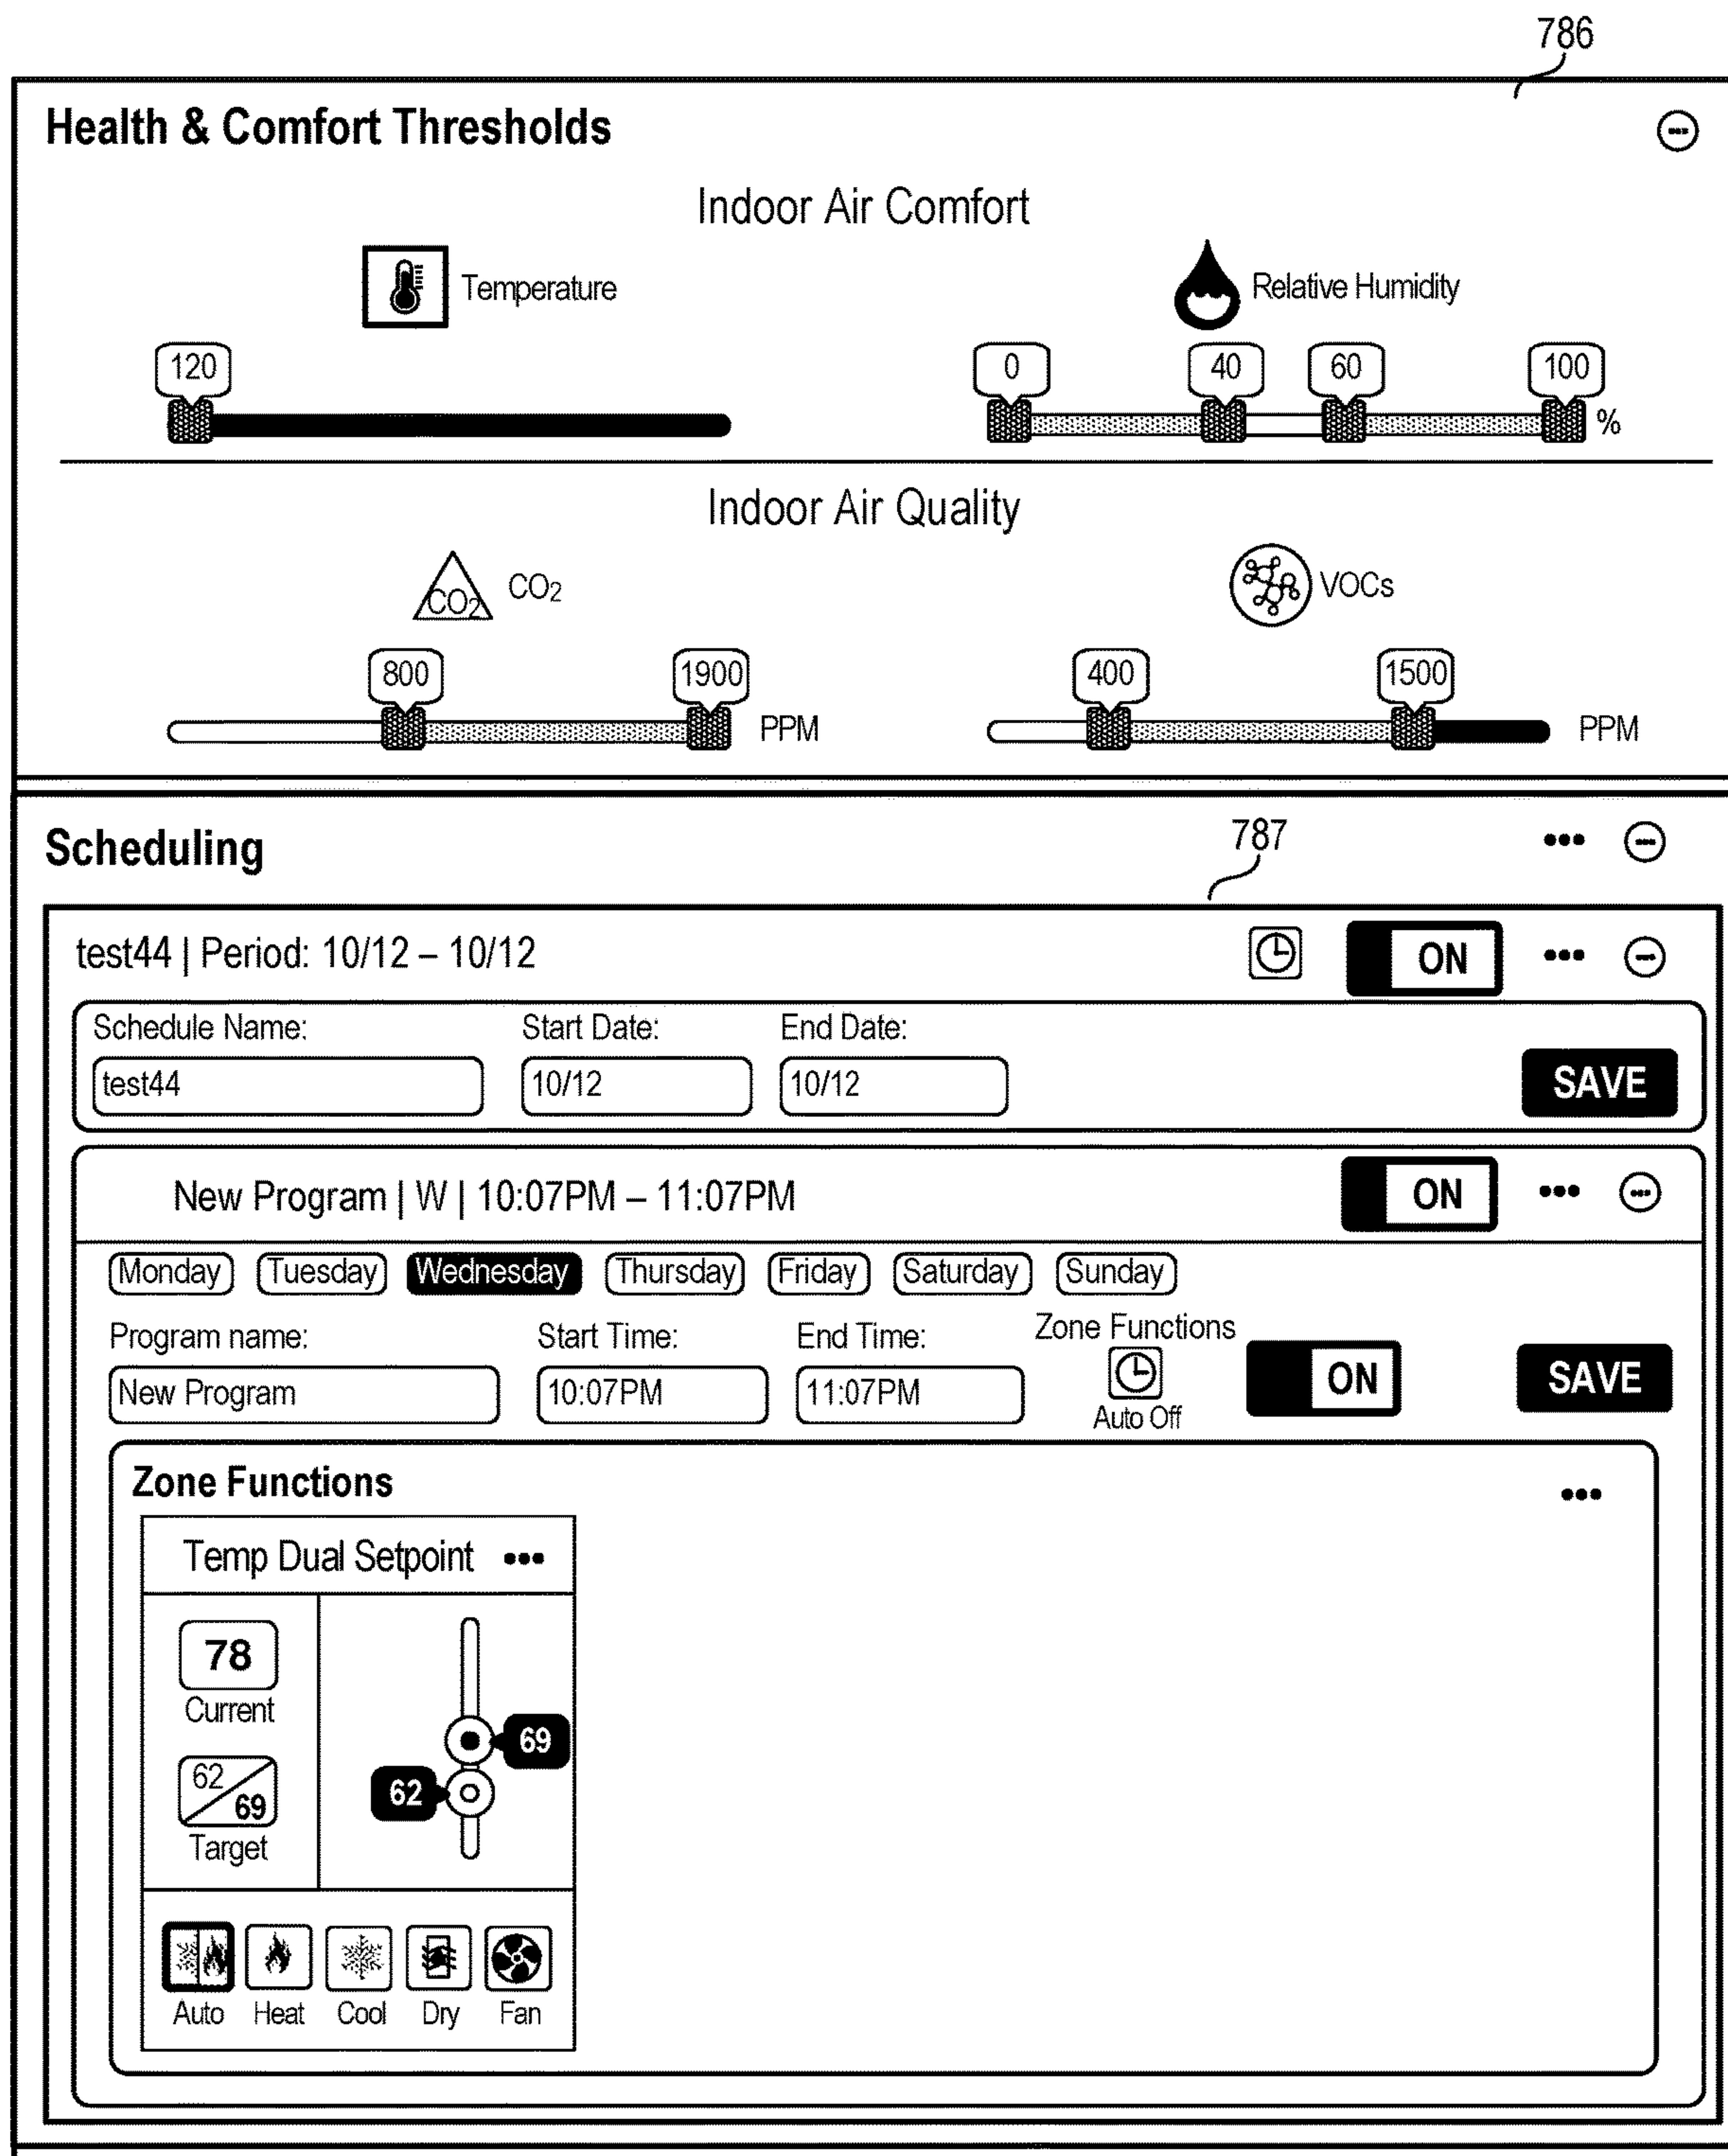 786
Health & Comfort Thresholds
Indoor Air Comfort
Temperature
Relative Humidity
120
0 40 60 100
%
Indoor Air Quality
CO2 CO2
VOCs
800 1900 PPM
400 1500 PPM
Scheduling
787
test44 | Period: 10/12 – 10/12
ON
Schedule Name: Start Date: End Date:
test44 10/12 10/12
SAVE
New Program | W | 10:07PM – 11:07PM
ON
Monday Tuesday Wednesday Thursday Friday Saturday Sunday
Program name: Start Time: End Time: Zone Functions
New Program 10:07PM 11:07PM
Auto Off
ON
SAVE
Zone Functions
Temp Dual Setpoint
78
Current
69
62
62/69
Target
Auto Heat Cool Dry Fan